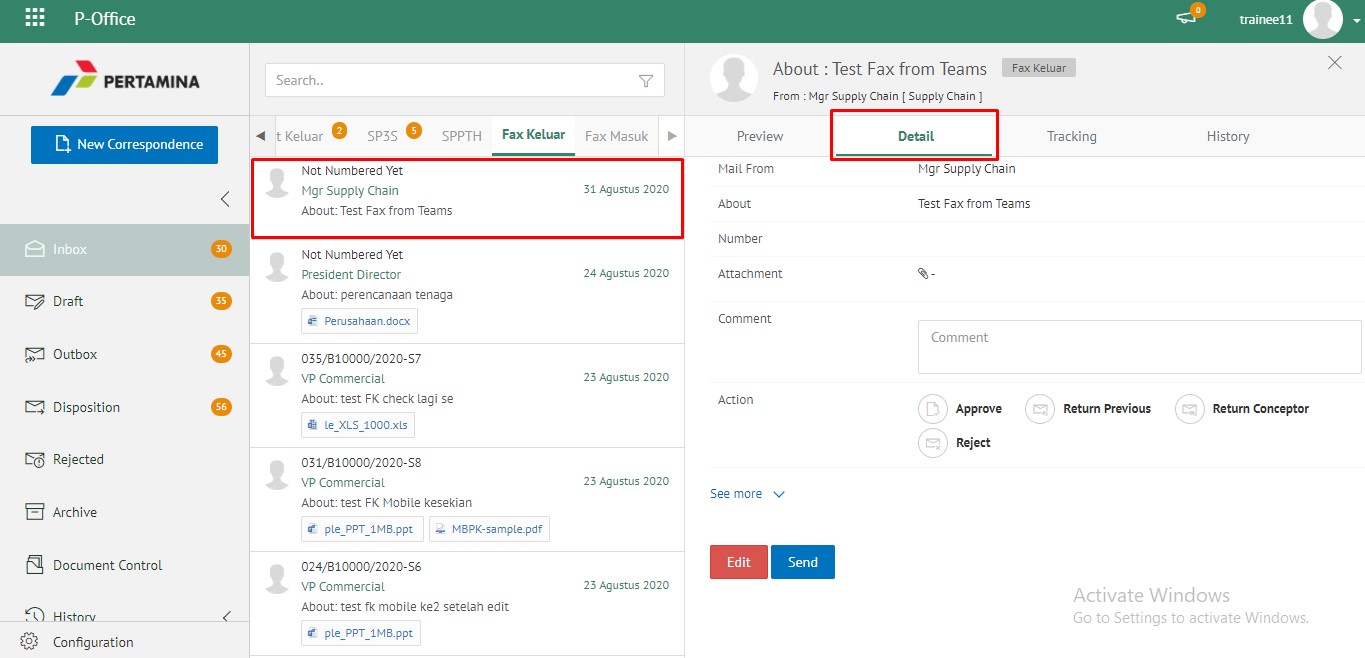 P-Office
0
trainee11
PERTAMINA
New Correspondence
Inbox 30
Draft 35
Outbox 45
Disposition 56
Rejected
Archive
Document Control
History
Configuration
Search..
t Keluar 2 SP3S 5 SPPTH Fax Keluar Fax Masuk
Not Numbered Yet
Mgr Supply Chain 31 Agustus 2020
About: Test Fax from Teams
Not Numbered Yet
President Director 24 Agustus 2020
About: perencanaan tenaga
Perusahaan.docx
035/B10000/2020-S7
VP Commercial 23 Agustus 2020
About: test FK check lagi se
le_XLS_1000.xls
031/B10000/2020-S8
VP Commercial 23 Agustus 2020
About: test FK Mobile kesekian
ple_PPT_1MB.ppt MBPK-sample.pdf
024/B10000/2020-S6
VP Commercial 23 Agustus 2020
About: test fk mobile ke2 setelah edit
ple_PPT_1MB.ppt
About : Test Fax from Teams Fax Keluar
From : Mgr Supply Chain [ Supply Chain ]
Preview Detail Tracking History
Mail From Mgr Supply Chain
About Test Fax from Teams
Number
Attachment -
Comment Comment
Action Approve Return Previous Return Conceptor
Reject
See more
Edit Send
Activate Windows
Go to Settings to activate Windows.